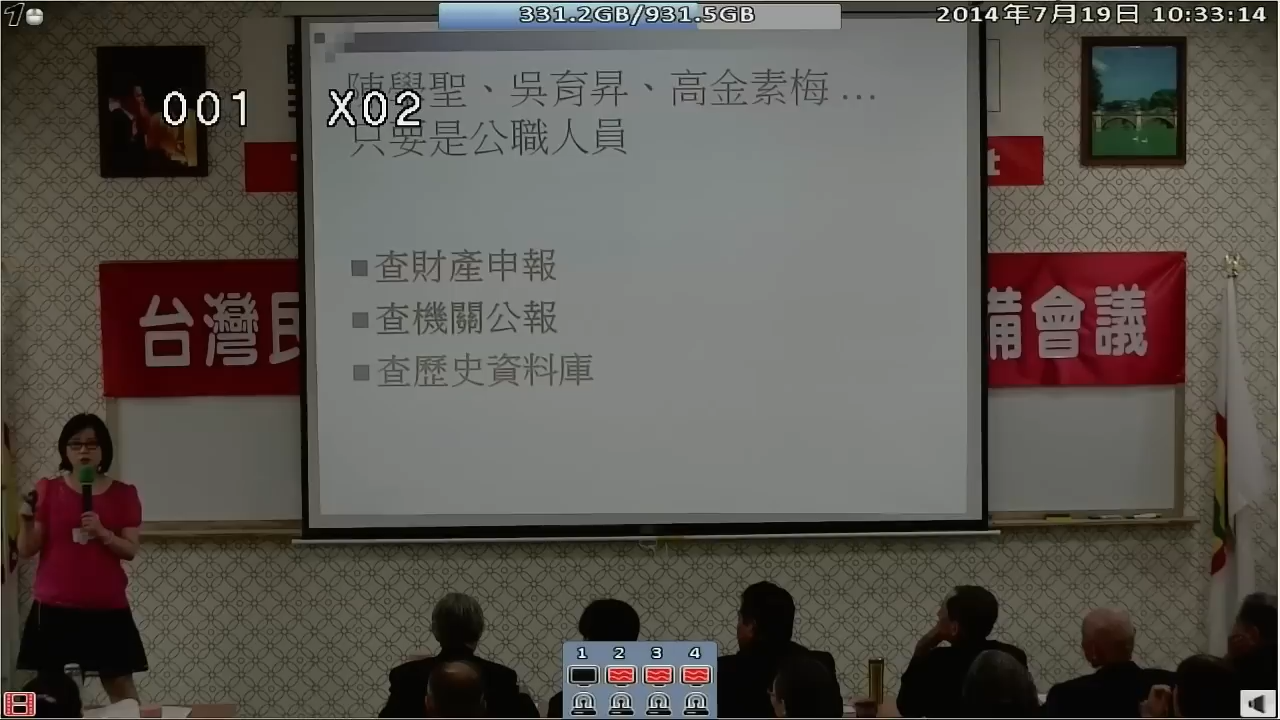 331.2GB/931.5GB
2014年7月19日 10:33:14
001 X02
陳學聖、吳育昇、高金素梅 ...
只要是公職人員
t
■查財產申報
■查機關公報
■查歷史資料庫
台灣民
備會議
1 2 3 4